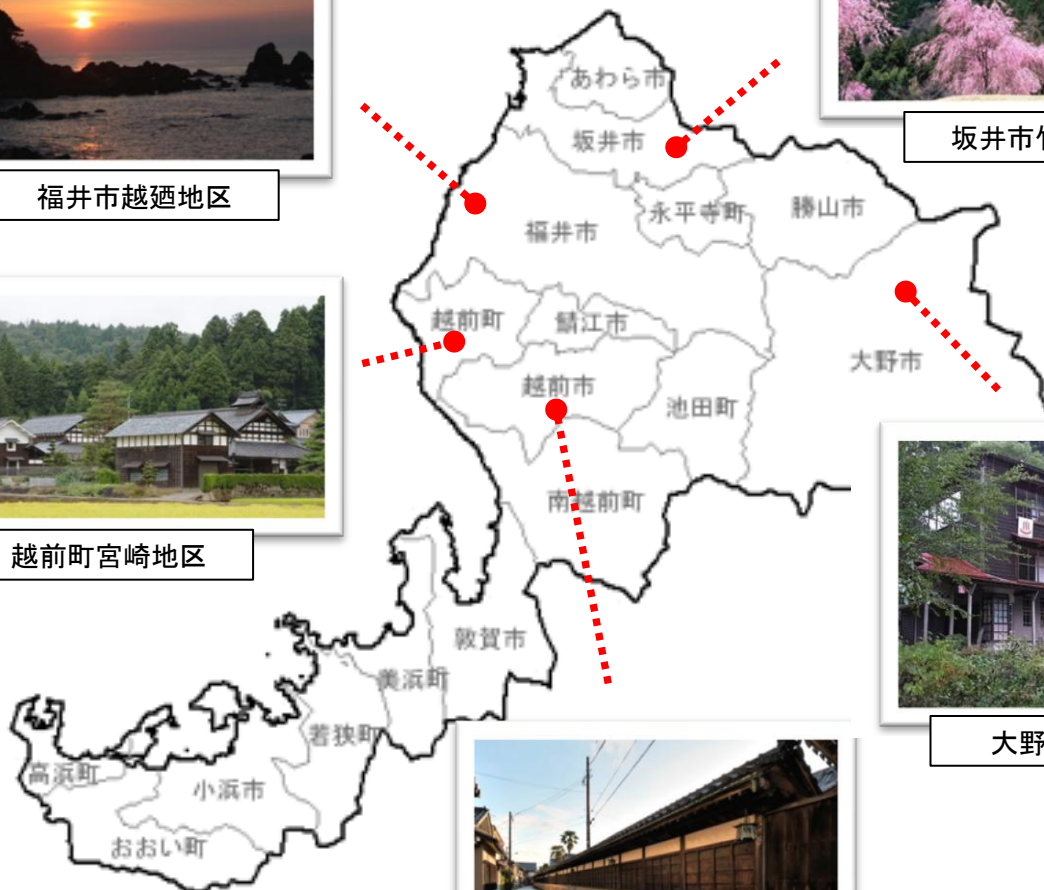 あわら市
坂井市
坂井市竹
福井市越廼地区
永平寺町
勝山市
福井市
越前町
鯖江市
大野市
越前市
池田町
南越前町
越前町宮崎地区
敦賀市
美浜町
若狭町
大野
高浜町
小浜市
おおい町